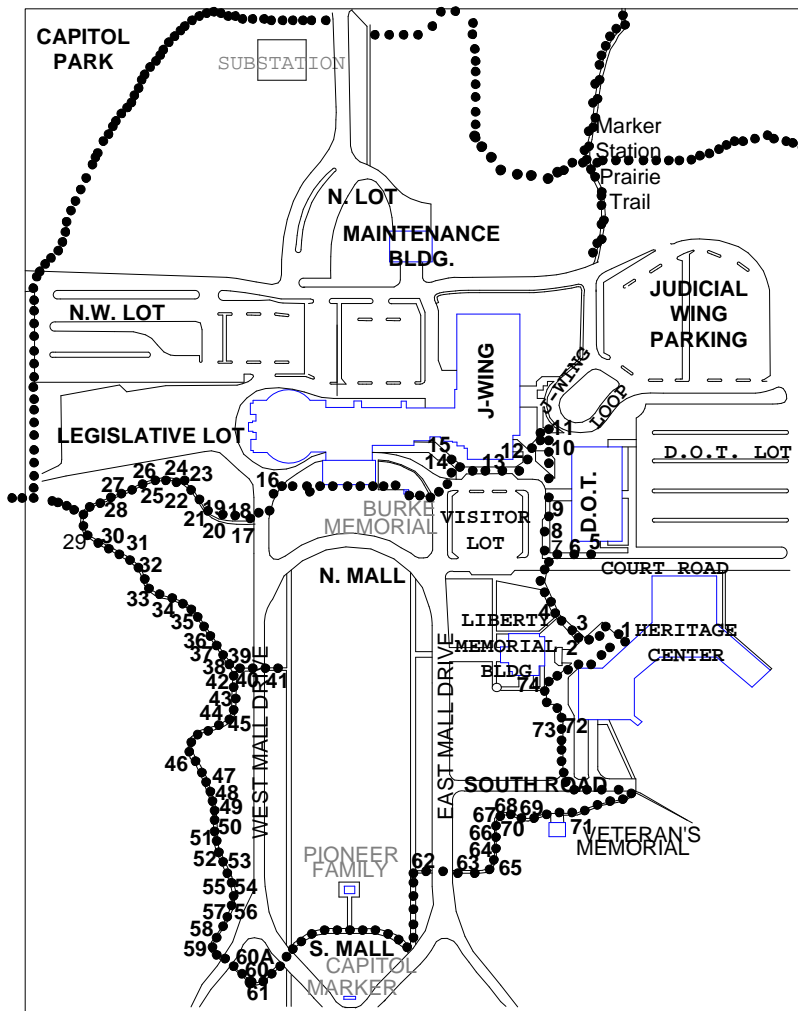 CAPITOL
PARK
SUBSTATION
Marker
Station
Prairie
Trail
N. LOT
MAINTENANCE
BLDG.
JUDICIAL
WING
PARKING
N.W. LOT
J-WING
J-WING
LOOP
LEGISLATIVE LOT
D.O.T. LOT
D.O.T.
11
10
12
13
15
14
16
BURKE
MEMORIAL
VISITOR
LOT
9
8
7
6
5
COURT ROAD
26
24
23
25
22
27
28
21
19
20
18
17
29
30
31
32
33
34
35
36
37
38
39
40
41
42
43
44
45
N. MALL
LIBERTY
MEMORIAL
BLDG.
4
3
2
1
HERITAGE
CENTER
74
73
72
WEST MALL DRIVE
EAST MALL DRIVE
SOUTH ROAD
46
47
48
49
50
51
52
53
54
55
56
57
58
59
60A
60
61
PIONEER
FAMILY
62
63
64
65
66
67
68
69
70
71
VETERAN'S
MEMORIAL
S. MALL
CAPITOL
MARKER